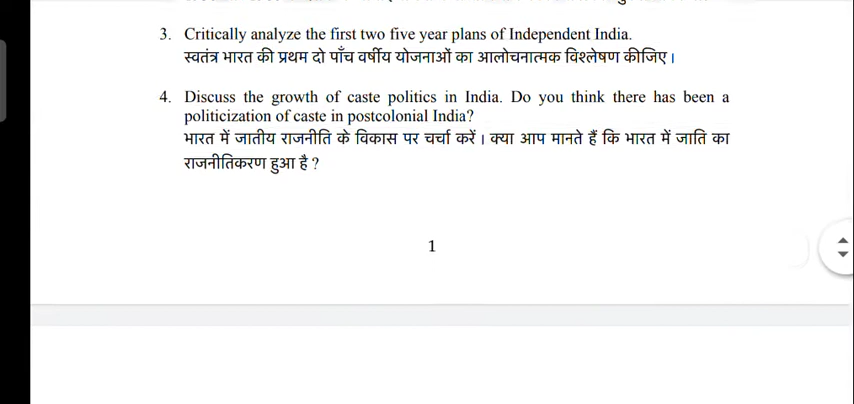 3. Critically analyze the first two five year plans of Independent India.
स्वतंत्र भारत की प्रथम दो पाँच वर्षीय योजनाओं का आलोचनात्मक विश्लेषण कीजिए।
4. Discuss the growth of caste politics in India. Do you think there has been a
politicization of caste in postcolonial India?
भारत में जातीय राजनीति के विकास पर चर्चा करें। क्या आप मानते हैं कि भारत में जाति का
राजनीतिकरण हुआ है ?
1